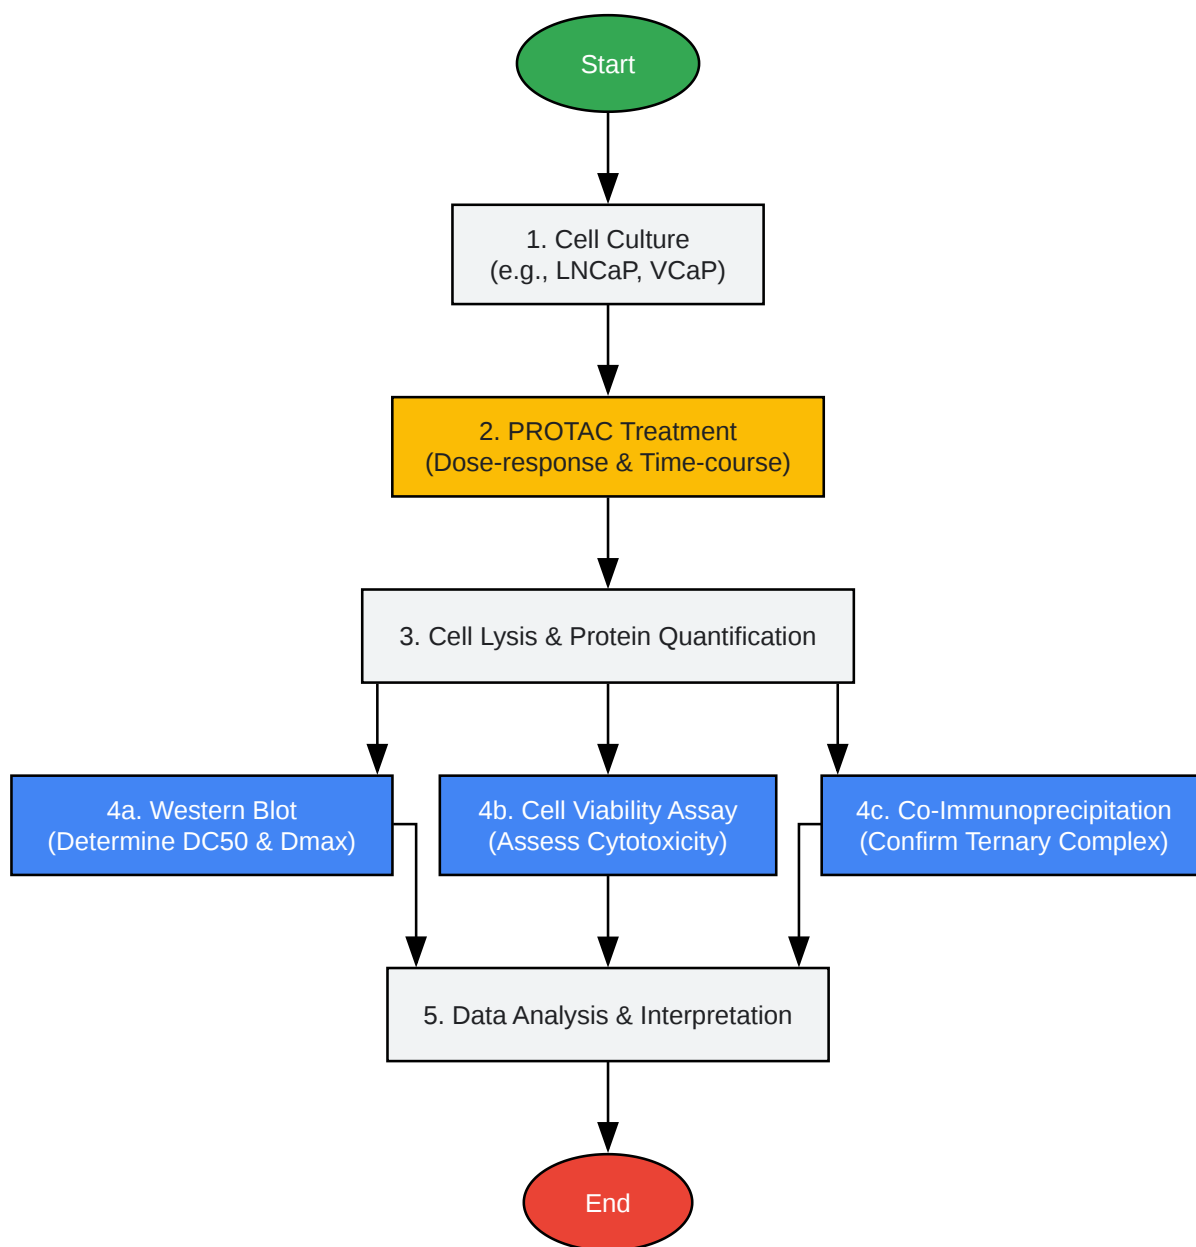 Start
1. Cell Culture
(e.g., LNCaP, VCaP)
2. PROTAC Treatment
(Dose-response & Time-course)
3. Cell Lysis & Protein Quantification
4a. Western Blot
(Determine DC50 & Dmax)
4b. Cell Viability Assay
(Assess Cytotoxicity)
4c. Co-Immunoprecipitation
(Confirm Ternary Complex)
5. Data Analysis & Interpretation
End